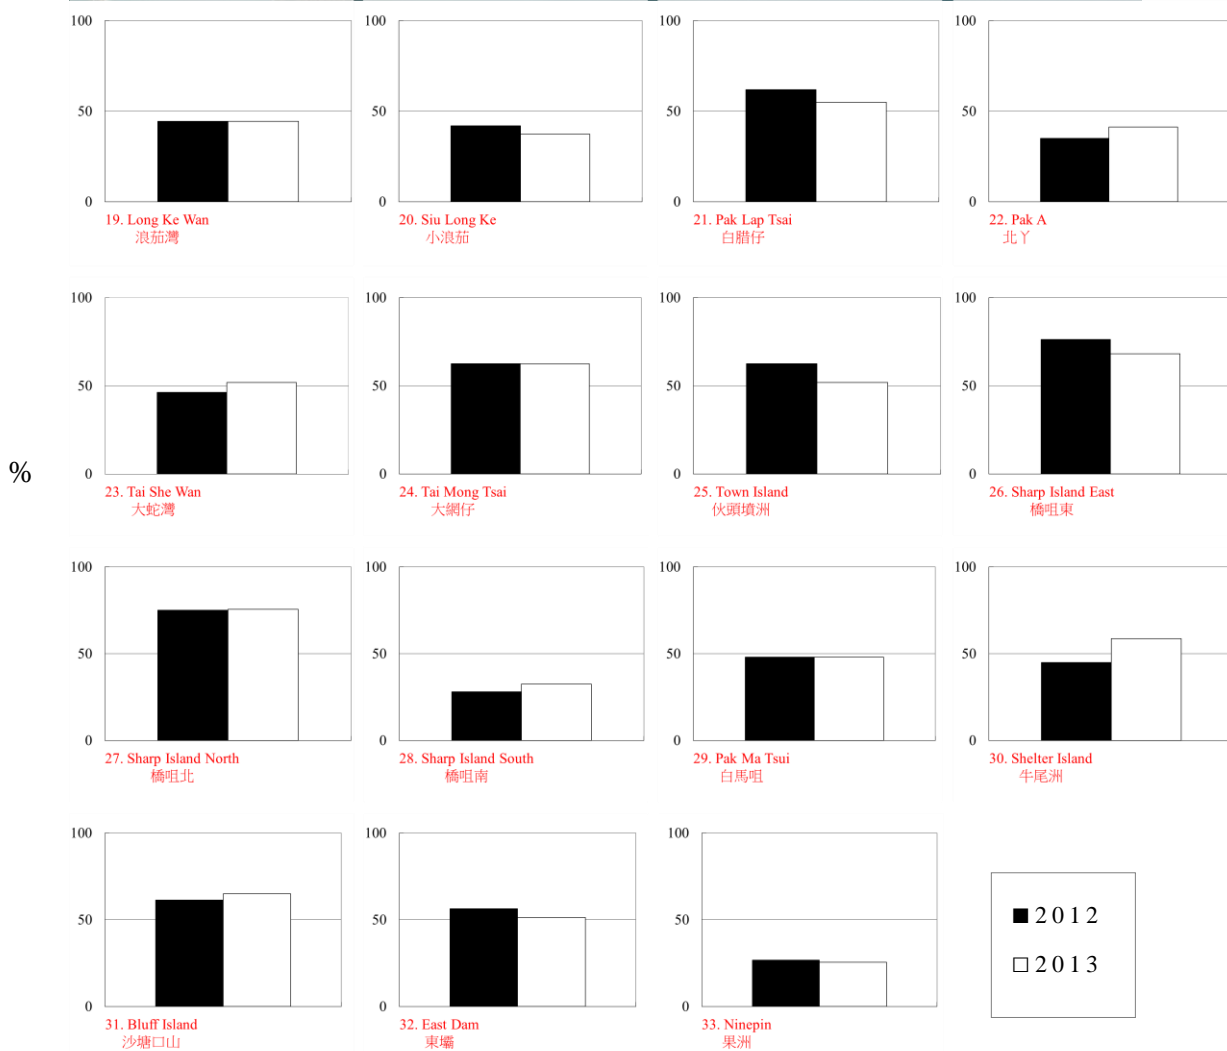 100
100
100
100
50
50
50
50
0
0
0
0
19. Long Ke Wan
浪茄灣
20. Siu Long Ke
小浪茄
21. Pak Lap Tsai
白腊仔
22. Pak A
北丫
100
100
100
100
50
50
50
50
0
0
0
0
%
23. Tai She Wan
大蛇灣
24. Tai Mong Tsai
大網仔
25. Town Island
伙頭墳洲
26. Sharp Island East
橋咀東
100
100
100
100
50
50
50
50
0
0
0
0
27. Sharp Island North
橋咀北
28. Sharp Island South
橋咀南
29. Pak Ma Tsui
白馬咀
30. Shelter Island
牛尾洲
100
100
100
50
50
50
0
0
0
31. Bluff Island
沙塘口山
32. East Dam
東壩
33. Ninepin
果洲
2012
2013